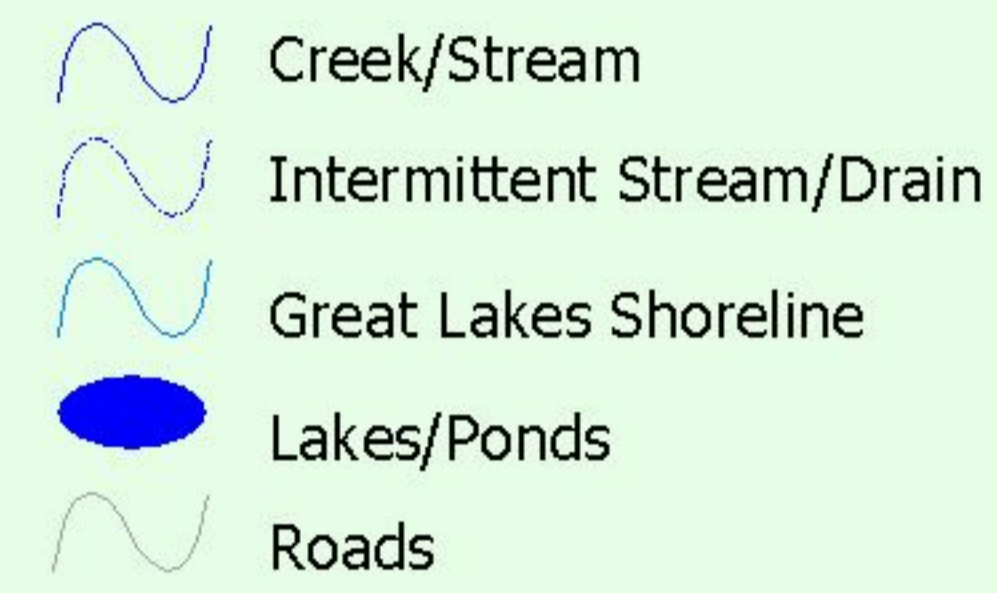 Creek/Stream
Intermittent Stream/Drain
Great Lakes Shoreline
Lakes/Ponds
Roads